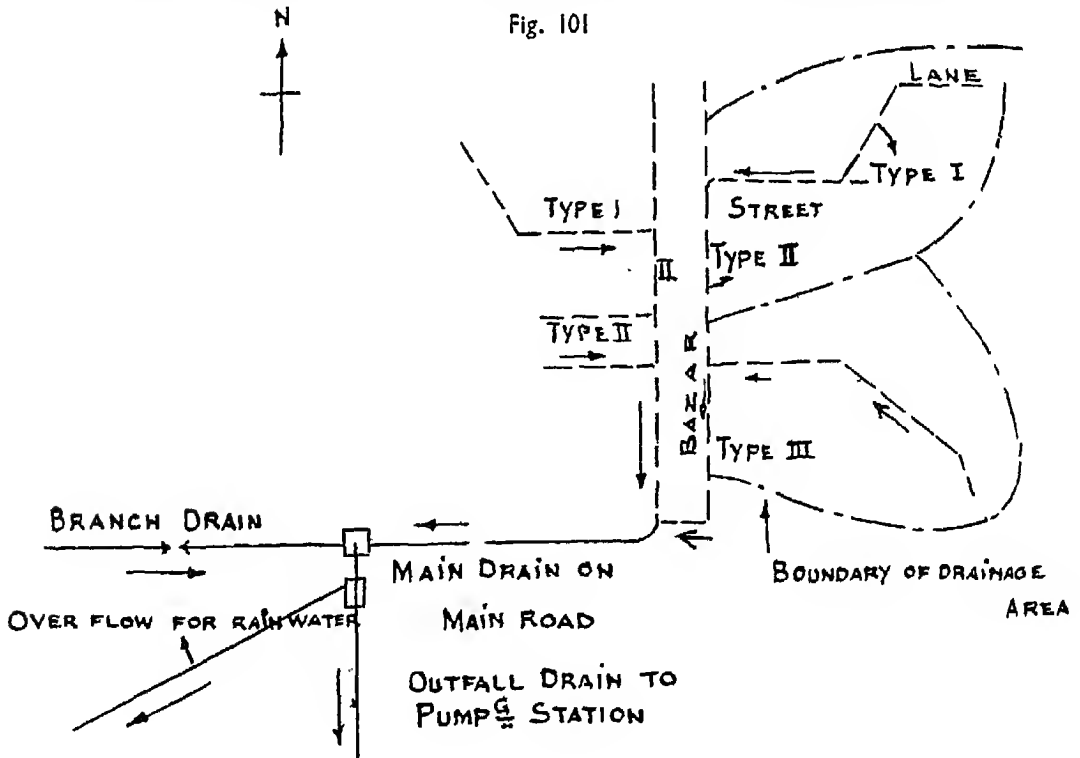 Fig. 101
N
LANE
TYPE I
STREET
TYPE I
TYPE II
II
TYPE II
BAZAR
TYPE III
BRANCH DRAIN
MAIN DRAIN ON
MAIN ROAD
BOUNDARY OF DRAINAGE
AREA
OVER FLOW FOR RAINWATER
OUTFALL DRAIN TO
PUMPG STATION